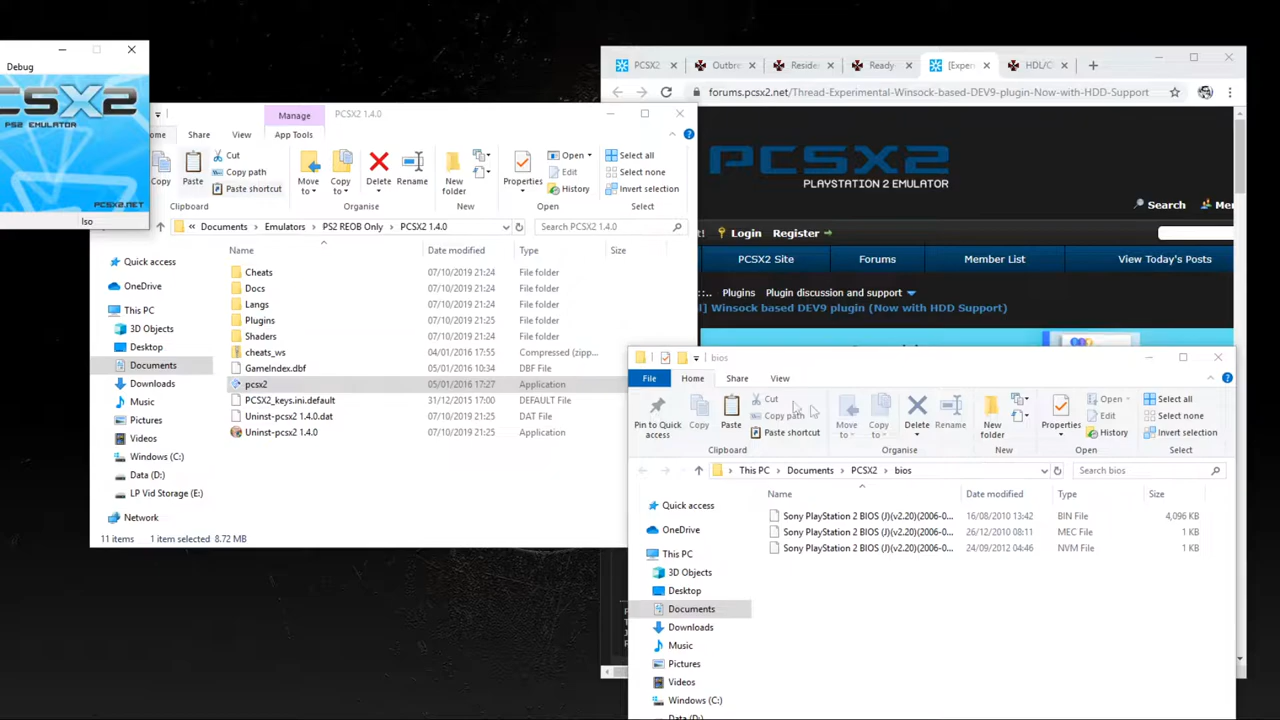 Debug
CSX2
PS2 EMULATOR
PCSX2.NET
Iso
Manage
PCSX2 1.4.0
ome
Share
View
App Tools
Copy
Paste
Cut
Copy path
Paste shortcut
Move to
Copy to
Delete
Rename
New folder
Properties
Open
Edit
History
Select all
Select none
Invert selection
Organise
New
Open
Select
« Documents › Emulators › PS2 REOB Only › PCSX2 1.4.0
Search PCSX2 1.4.0
Name Date modified Type Size
Quick access
OneDrive
This PC
3D Objects
Desktop
Documents
Downloads
Music
Pictures
Videos
Windows (C:)
Data (D:)
LP Vid Storage (E:)
Network
Cheats 07/10/2019 21:24 File folder
Docs 07/10/2019 21:24 File folder
Langs 07/10/2019 21:24 File folder
Plugins 07/10/2019 21:25 File folder
Shaders 07/10/2019 21:24 File folder
cheats_ws 04/01/2016 17:55 Compressed (zipp...
GameIndex.dbf 05/01/2016 10:34 DBF File
pcsx2 05/01/2016 17:27 Application
PCSX2_keys.ini.default 31/12/2015 17:00 DEFAULT File
Uninst-pcsx2 1.4.0.dat 07/10/2019 21:25 DAT File
Uninst-pcsx2 1.4.0 07/10/2019 21:25 Application
11 items 1 item selected 8.72 MB
PCSX2
Outbre
Reside
Ready
[Exper
HDL/C
forums.pcsx2.net/Thread-Experimental-Winsock-based-DEV9-plugin-Now-with-HDD-Support
PCSX2
PLAYSTATION 2 EMULATOR
Search
Mem
! Login Register
PCSX2 Site Forums Member List View Today's Posts
Plugins Plugin discussion and support
] Winsock based DEV9 plugin (Now with HDD Support)
bios
File Home Share View
Pin to Quick access
Copy
Paste
Cut
Copy path
Paste shortcut
Move to
Copy to
Delete
Rename
New folder
Properties
Open
Edit
History
Select all
Select none
Invert selection
Clipboard
Organise
New
Open
Select
This PC › Documents › PCSX2 › bios
Search bios
Name Date modified Type Size
Sony PlayStation 2 BIOS (J)(v2.20)(2006-0... 16/08/2010 13:42 BIN File 4,096 KB
Sony PlayStation 2 BIOS (J)(v2.20)(2006-0... 26/12/2010 08:11 MEC File 1 KB
Sony PlayStation 2 BIOS (J)(v2.20)(2006-0... 24/09/2012 04:46 NVM File 1 KB
Quick access
OneDrive
This PC
3D Objects
Desktop
Documents
Downloads
Music
Pictures
Videos
Windows (C:)
Data (D:)